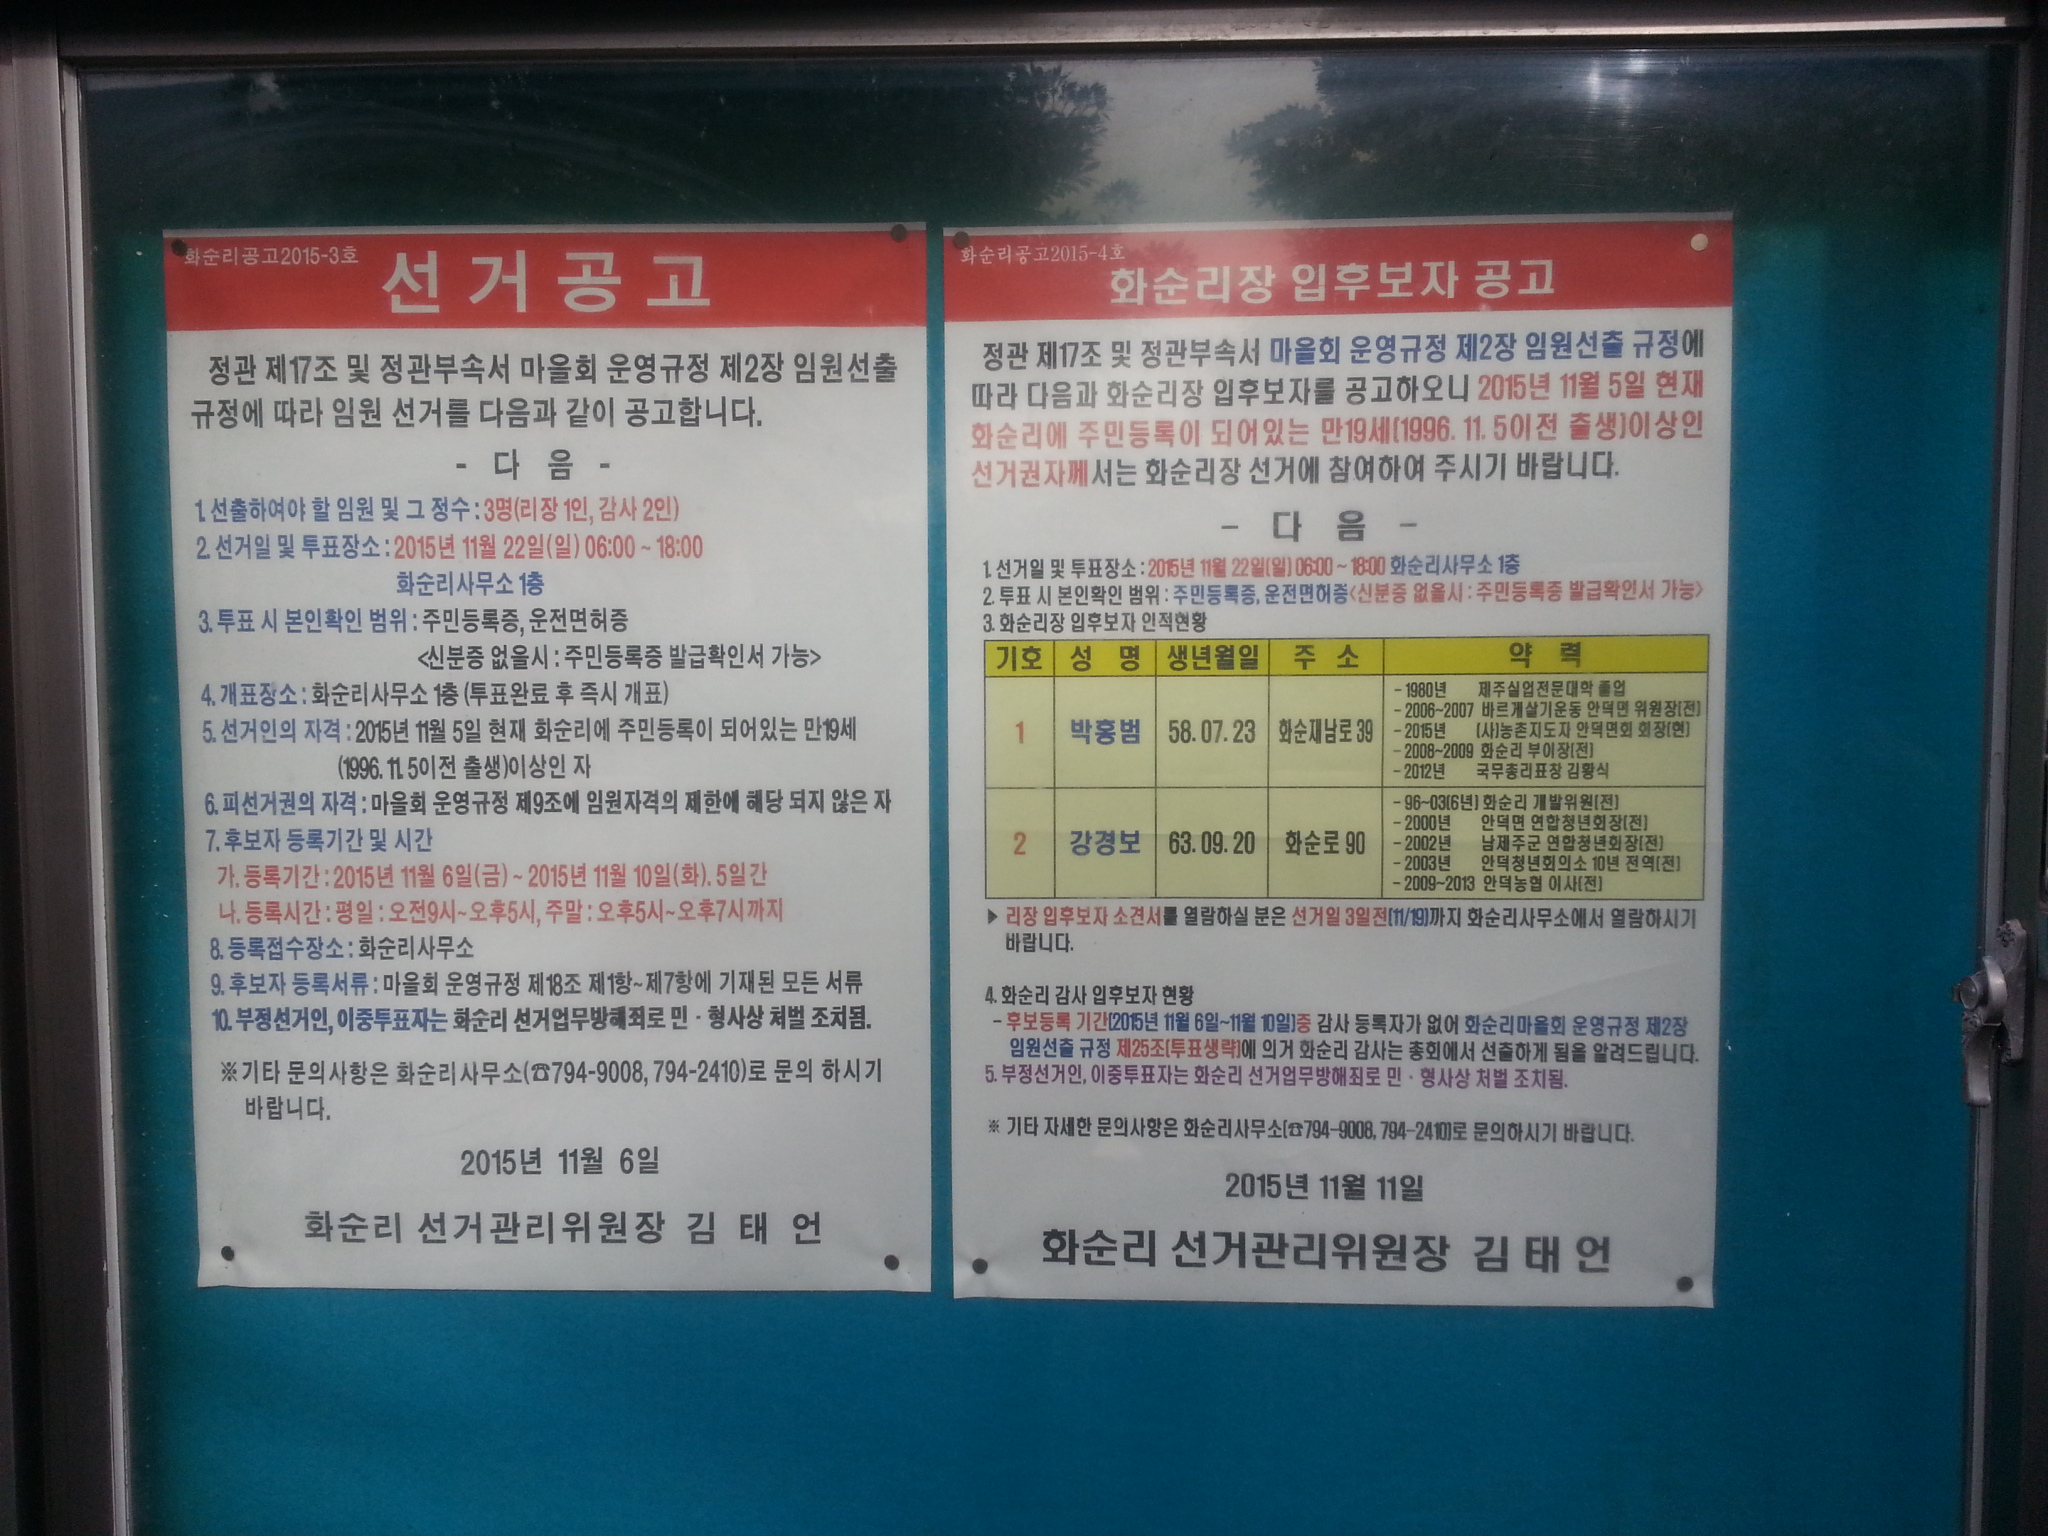 화순리공고2015-3호
선거공고
정관 제17조 및 정관부속서 마을회 운영규정 제2장 임원선출
규정에 따라 임원 선거를 다음과 같이 공고합니다.
- 다 음 -
1. 선출하여야 할 임원 및 그 정수 : 3명(리장 1인, 감사 2인)
2. 선거일 및 투표장소 : 2015년 11월 22일(일) 06:00 ~ 18:00
화순리사무소 1층
3. 투표 시 본인확인 범위 : 주민등록증, 운전면허증
<신분증 없을시 : 주민등록증 발급확인서 가능>
4. 개표장소 : 화순리사무소 1층 (투표완료 후 즉시 개표)
5. 선거인의 자격 : 2015년 11월 5일 현재 화순리에 주민등록이 되어있는 만19세
(1996. 11. 5이전 출생)이상인 자
6. 피선거권의 자격 : 마을회 운영규정 제9조에 임원자격의 제한에 해당 되지 않은 자
7. 후보자 등록기간 및 시간
가. 등록기간 : 2015년 11월 6일(금) ~ 2015년 11월 10일(화). 5일간
나. 등록시간 : 평일 : 오전9시~오후5시, 주말 : 오후5시~오후7시까지
8. 등록접수장소 : 화순리사무소
9. 후보자 등록서류 : 마을회 운영규정 제18조 제1항~제7항에 기재된 모든 서류
10. 부정선거인, 이중투표자는 화순리 선거업무방해죄로 민·형사상 처벌 조치됨.
※기타 문의사항은 화순리사무소(☎794-9008, 794-2410)로 문의 하시기
바랍니다.
2015년 11월 6일
화순리 선거관리위원장 김 태 언
화순리공고2015-4호
화순리장 입후보자 공고
정관 제17조 및 정관부속서 마을회 운영규정 제2장 임원선출 규정에
따라 다음과 화순리장 입후보자를 공고하오니 2015년 11월 5일 현재
화순리에 주민등록이 되어있는 만19세(1996. 11. 5이전 출생)이상인
선거권자께서는 화순리장 선거에 참여하여 주시기 바랍니다.
- 다 음 -
1. 선거일 및 투표장소 : 2015년 11월 22일(일) 06:00 ~ 18:00 화순리사무소 1층
2. 투표 시 본인확인 범위 : 주민등록증, 운전면허증<신분증 없을시 : 주민등록증 발급확인서 가능>
3. 화순리장 입후보자 인적현황
기호 성 명 생년월일 주 소 약 력
1 박홍범 58. 07. 23 화순재남로 39
- 1980년 제주실업전문대학 졸업
- 2006~2007 바르게살기운동 안덕면 위원장(전)
- 2015년 (사)농촌지도자 안덕면회 회장(현)
- 2008~2009 화순리 부이장(전)
- 2012년 국무총리표창 김황식
2 강경보 63. 09. 20 화순로 90
- 96~03(6년) 화순리 개발위원(전)
- 2000년 안덕면 연합청년회장(전)
- 2002년 남제주군 연합청년회장(전)
- 2003년 안덕청년회의소 10년 전역(전)
- 2009~2013 안덕농협 이사(전)
▶ 리장 입후보자 소견서를 열람하실 분은 선거일 3일전(11/19)까지 화순리사무소에서 열람하시기
바랍니다.
4. 화순리 감사 입후보자 현황
- 후보등록 기간(2015년 11월 6일~11월 10일)중 감사 등록자가 없어 화순리마을회 운영규정 제2장
임원선출 규정 제25조(투표생략)에 의거 화순리 감사는 총회에서 선출하게 됨을 알려드립니다.
5. 부정선거인, 이중투표자는 화순리 선거업무방해죄로 민·형사상 처벌 조치됨.
※ 기타 자세한 문의사항은 화순리사무소(☎794-9008, 794-2410)로 문의하시기 바랍니다.
2015년 11월 11일
화순리 선거관리위원장 김 태 언